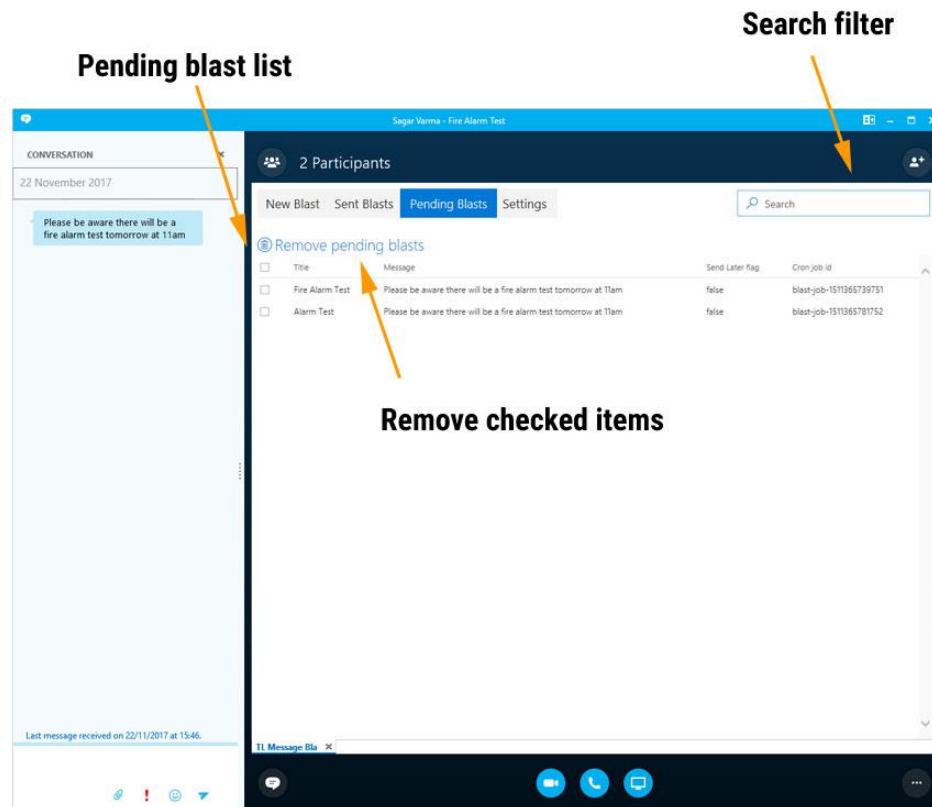 Search filter
Pending blast list
Sagar Varma - Fire Alarm Test
CONVERSATION
22 November 2017
Please be aware there will be a
fire alarm test tomorrow at 11am
Last message received on 22/11/2017 at 15:46.
2 Participants
New Blast Sent Blasts Pending Blasts Settings
Search
Remove pending blasts
Title Message Send Later flag Cron job id
Fire Alarm Test Please be aware there will be a fire alarm test tomorrow at 11am false blast-job-1511365739751
Alarm Test Please be aware there will be a fire alarm test tomorrow at 11am false blast-job-1511365781752
Remove checked items
TL Message Bla